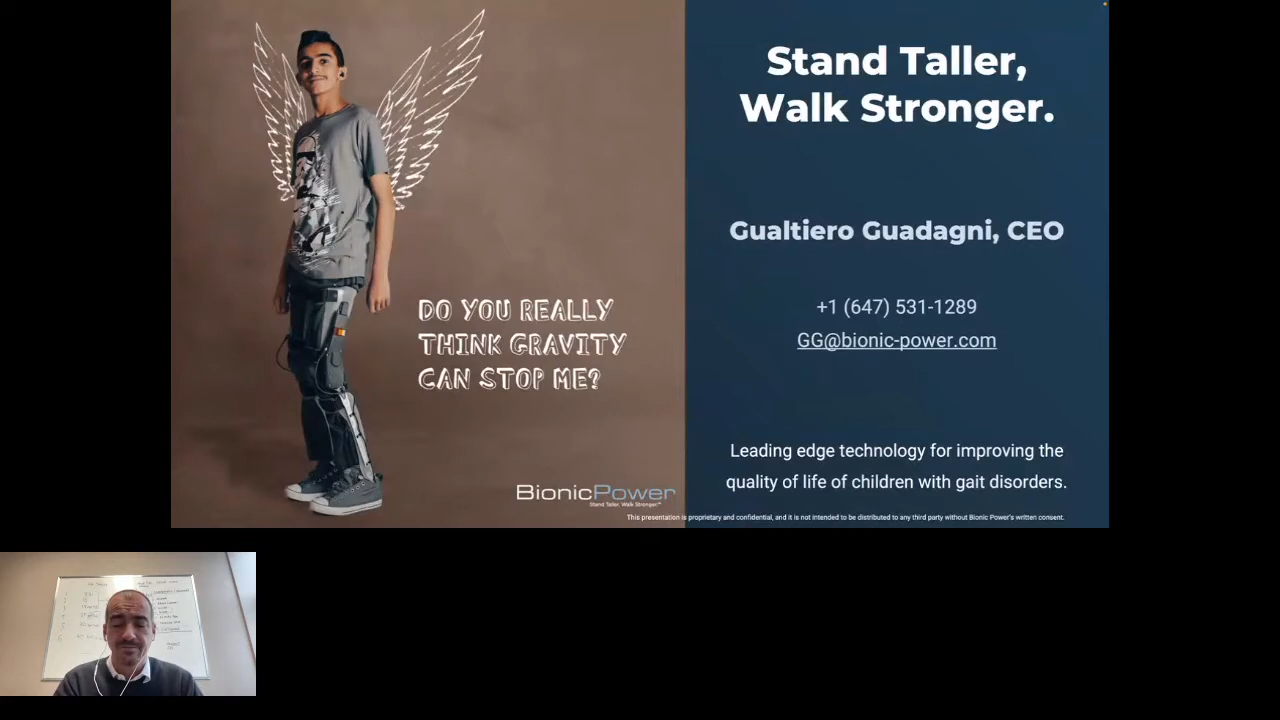 Stand Taller,
Walk Stronger.
Gualtiero Guadagni, CEO
+1 (647) 531-1289
GG@bionic-power.com
DO YOU REALLY
THINK GRAVITY
CAN STOP ME?
Leading edge technology for improving the
quality of life of children with gait disorders.
BionicPower
Stand Taller. Walk Stronger.™
This presentation is proprietary and confidential, and it is not intended to be distributed to any third party without Bionic Power's written consent.